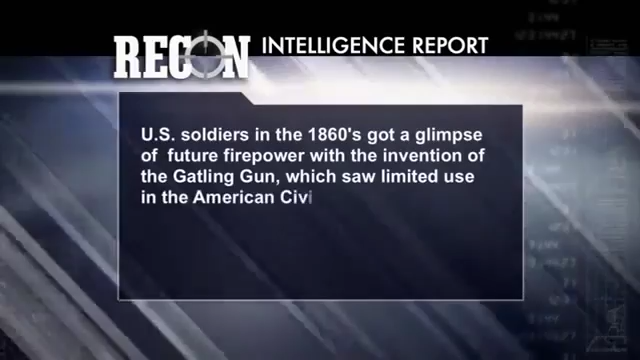 RECON INTELLIGENCE REPORT
U.S. soldiers in the 1860's got a glimpse
of future firepower with the invention of
the Gatling Gun, which saw limited use
in the American Civi